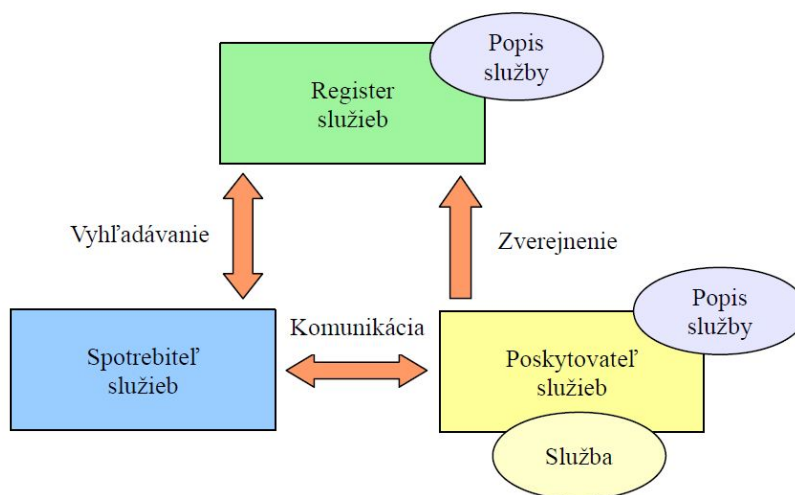 Popis
služby
Register
služieb
Vyhľadávanie
Zverejnenie
Popis
služby
Komunikácia
Spotrebiteľ
služieb
Poskytovateľ
služieb
Služba